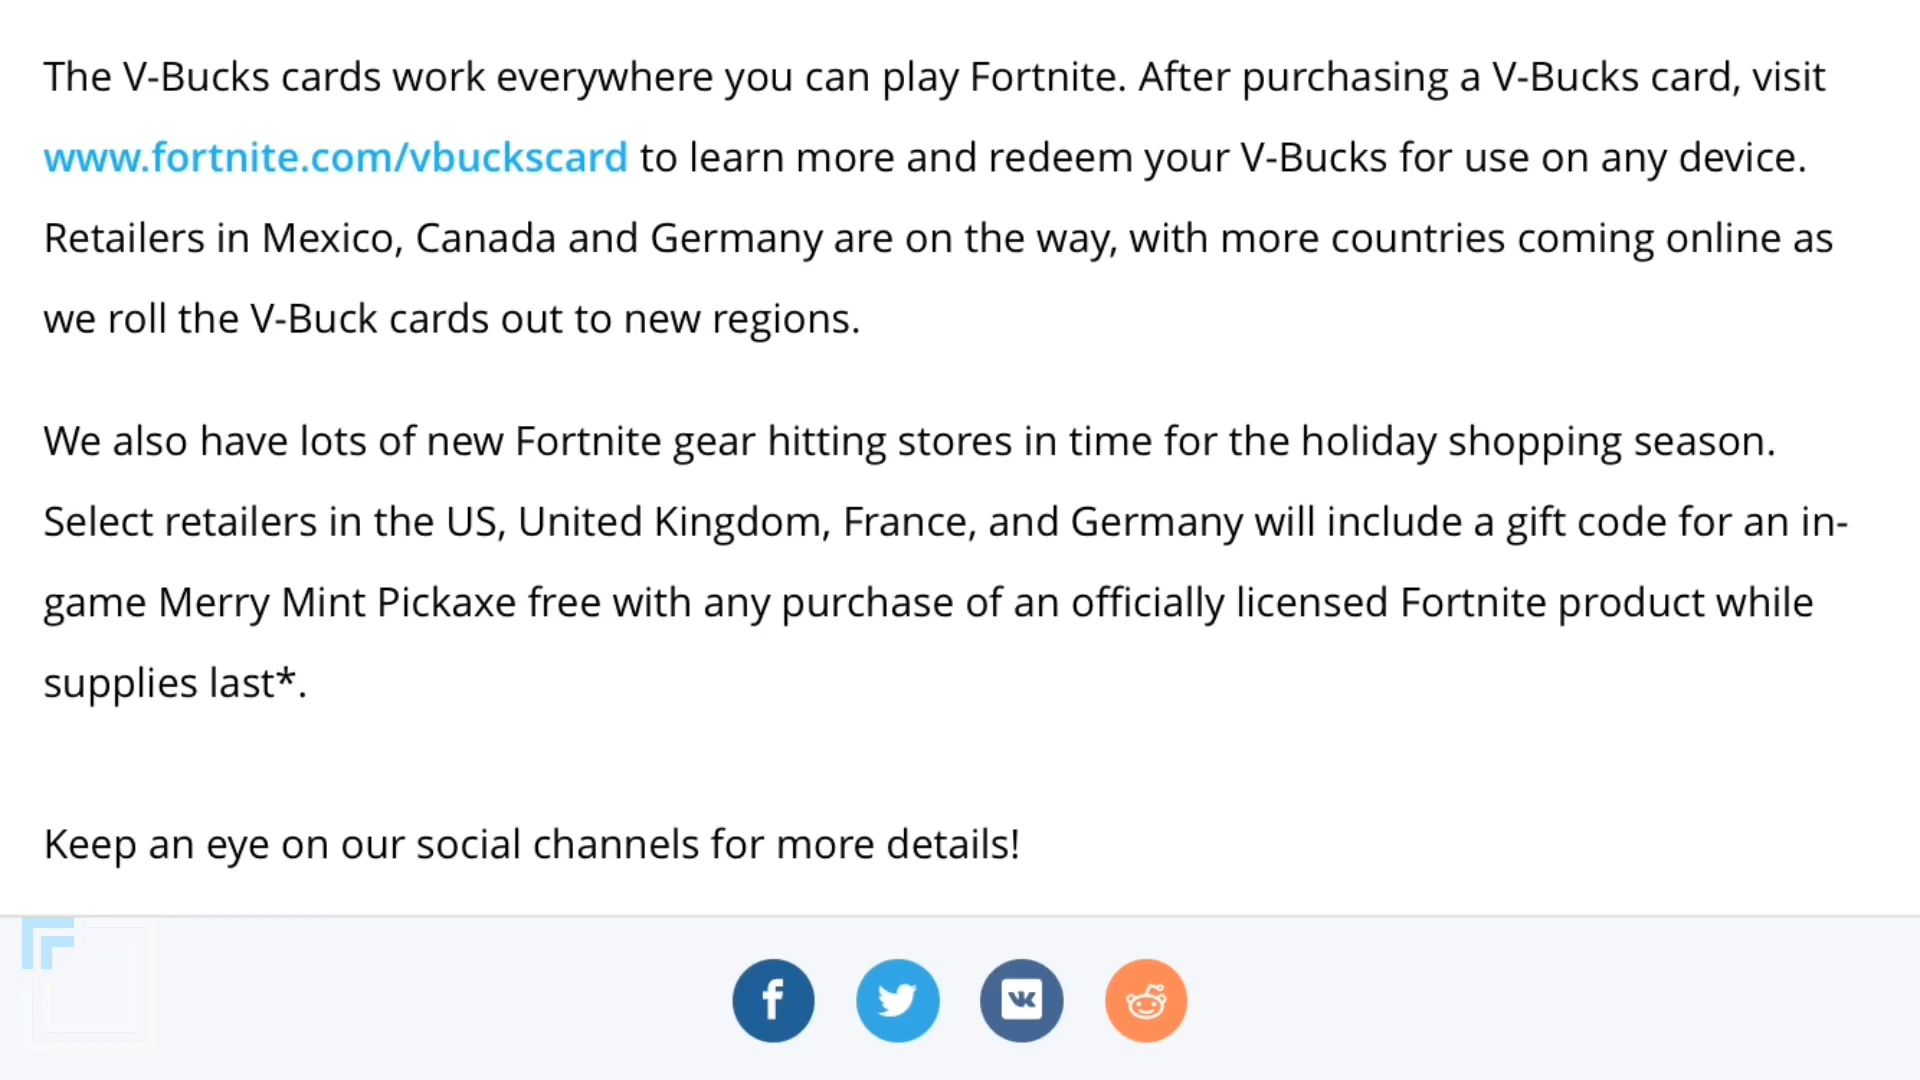 The V-Bucks cards work everywhere you can play Fortnite. After purchasing a V-Bucks card, visit
www.fortnite.com/vbuckscard to learn more and redeem your V-Bucks for use on any device.
Retailers in Mexico, Canada and Germany are on the way, with more countries coming online as
we roll the V-Buck cards out to new regions.
We also have lots of new Fortnite gear hitting stores in time for the holiday shopping season.
Select retailers in the US, United Kingdom, France, and Germany will include a gift code for an in-
game Merry Mint Pickaxe free with any purchase of an officially licensed Fortnite product while
supplies last*.
Keep an eye on our social channels for more details!